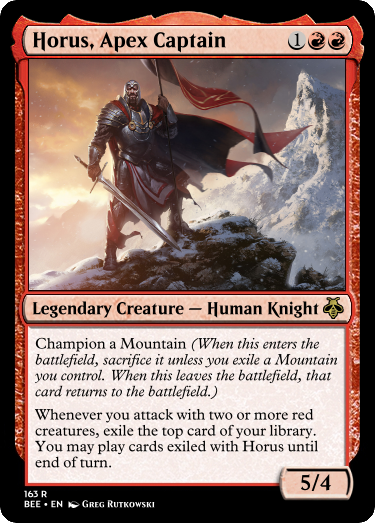 Horus, Apex Captain 1
Legendary Creature — Human Knight
Champion a Mountain (When this enters the
battlefield, sacrifice it unless you exile a Mountain
you control. When this leaves the battlefield, that
card returns to the battlefield.)
Whenever you attack with two or more red
creatures, exile the top card of your library.
You may play cards exiled with Horus until
end of turn.
5/4
163 R
BEE • EN Greg Rutkowski